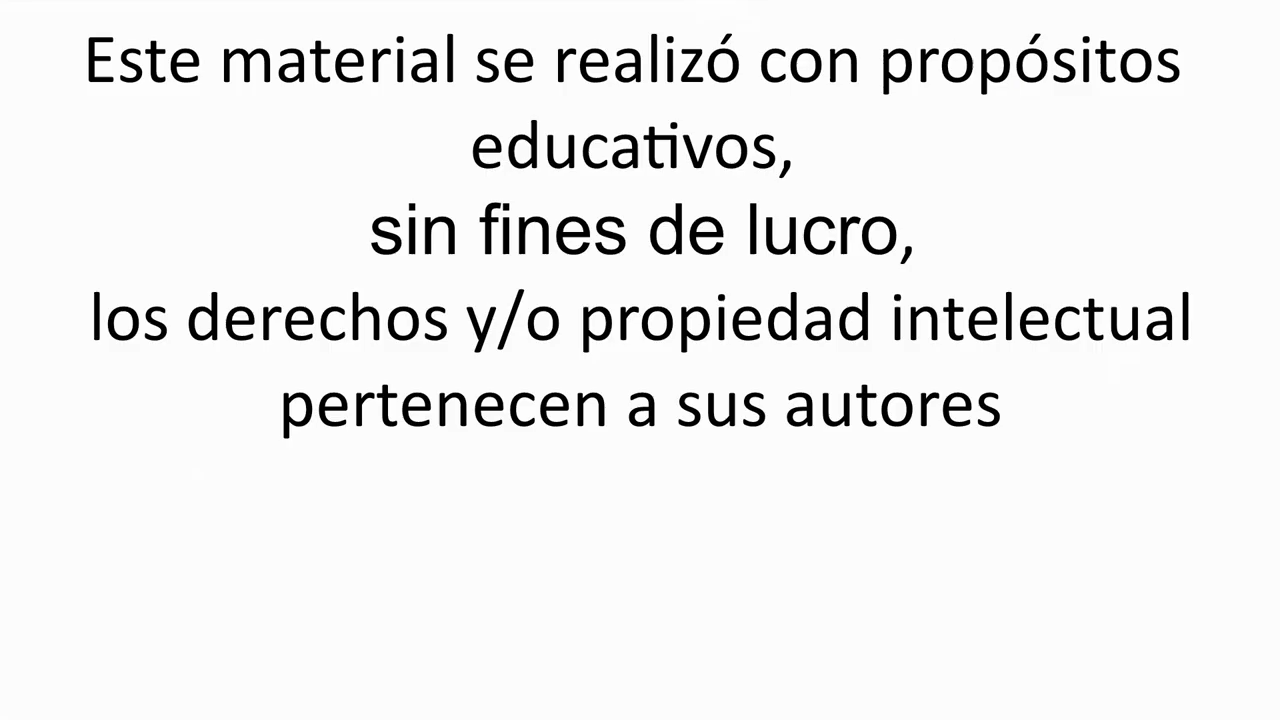 Este material se realizó con propósitos
educativos,
sin fines de lucro,
los derechos y/o propiedad intelectual
pertenecen a sus autores